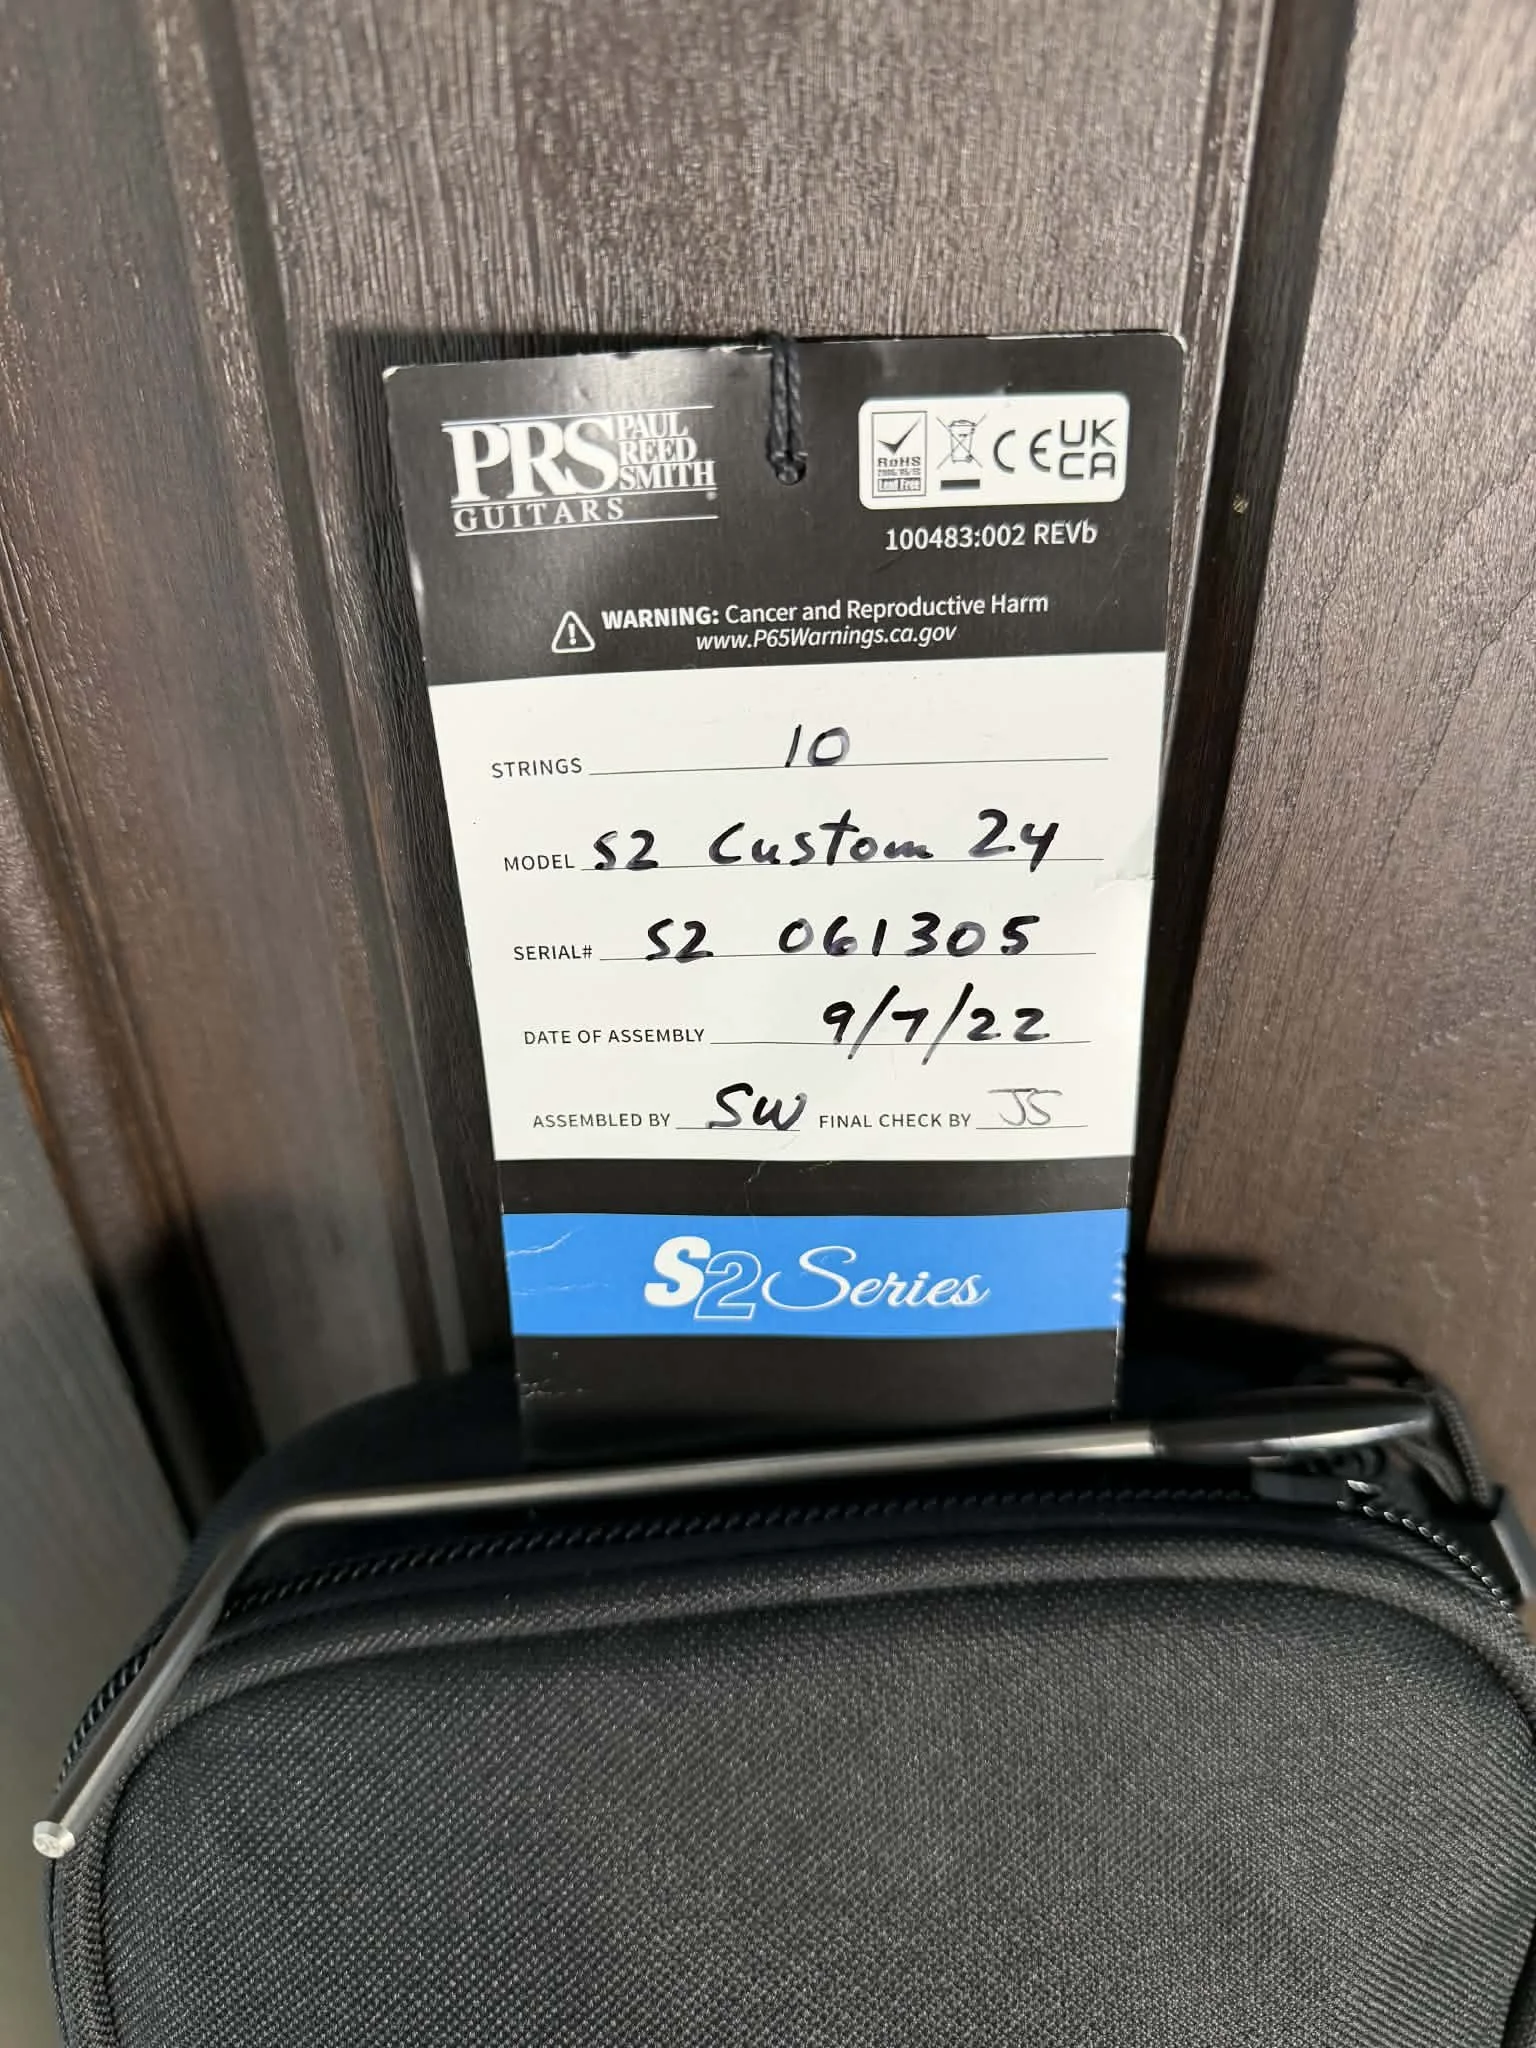 PRS PAUL REED SMITH
GUITARS
RoHS
Lead Free
CE UK CA
100483:002 REVb
WARNING: Cancer and Reproductive Harm
www.P65Warnings.ca.gov
STRINGS 10
MODEL S2 Custom 24
SERIAL# S2 061305
DATE OF ASSEMBLY 9/7/22
ASSEMBLED BY SW FINAL CHECK BY JS
S2 Series